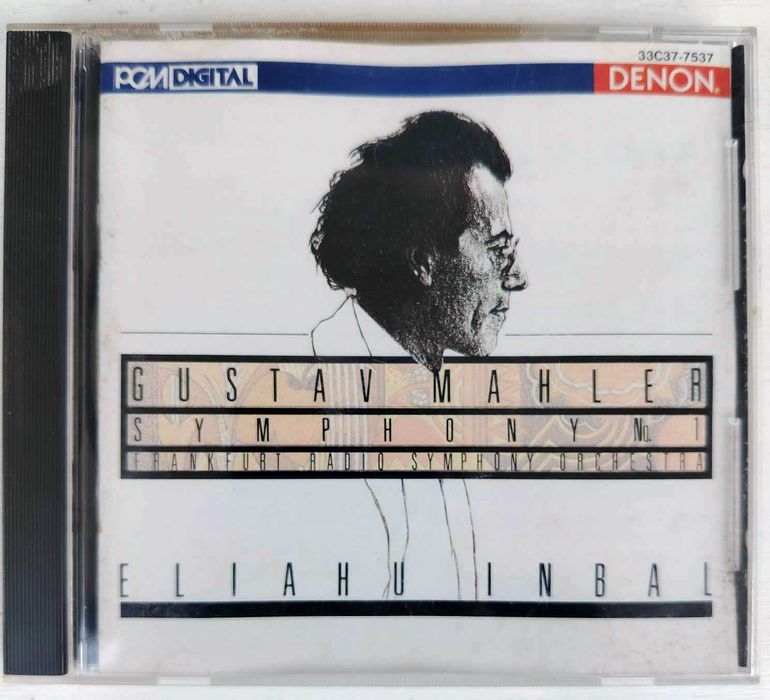 33C37-7537
PCM DIGITAL DENON
GUSTAV MAHLER
SYMPHONY No. 1
FRANKFURT RADIO SYMPHONY ORCHESTRA
ELIAHU INBAL